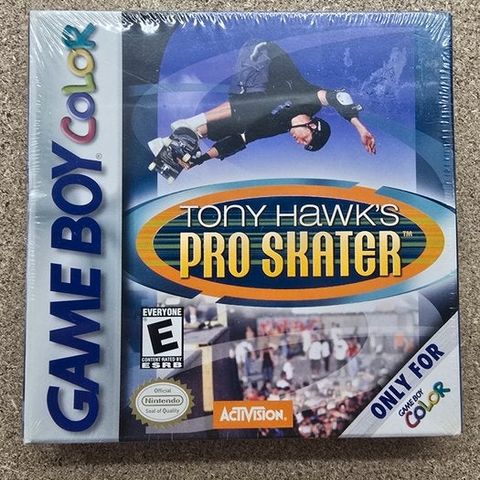 GAME BOY COLOR
TONY HAWK'S
PRO SKATER™
EVERYONE
E
CONTENT RATED BY
ESRB
Official
Nintendo
Seal of Quality
ACTIVISION.
ONLY FOR
GAME BOY
COLOR